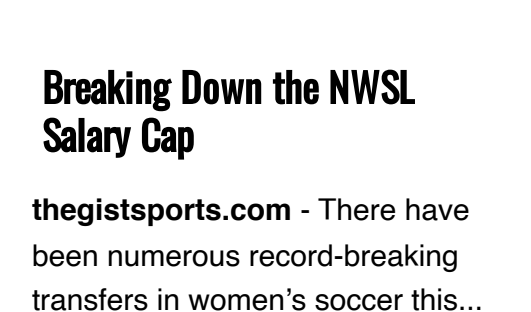 Breaking Down the NWSL
Salary Cap
thegistsports.com - There have
been numerous record-breaking
transfers in women’s soccer this...